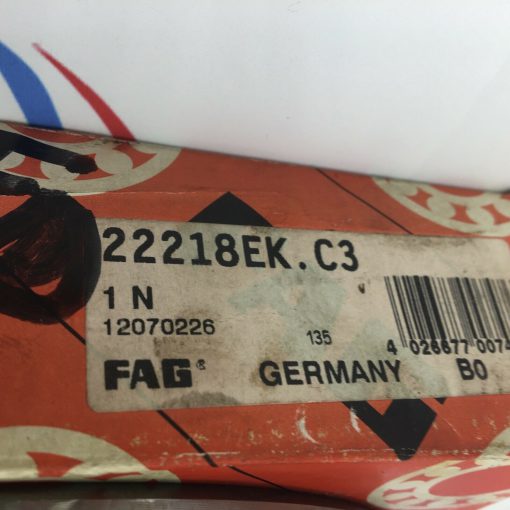 22218EK.C3
1 N
12070226
135
4 026677 0074
FAG® GERMANY BO